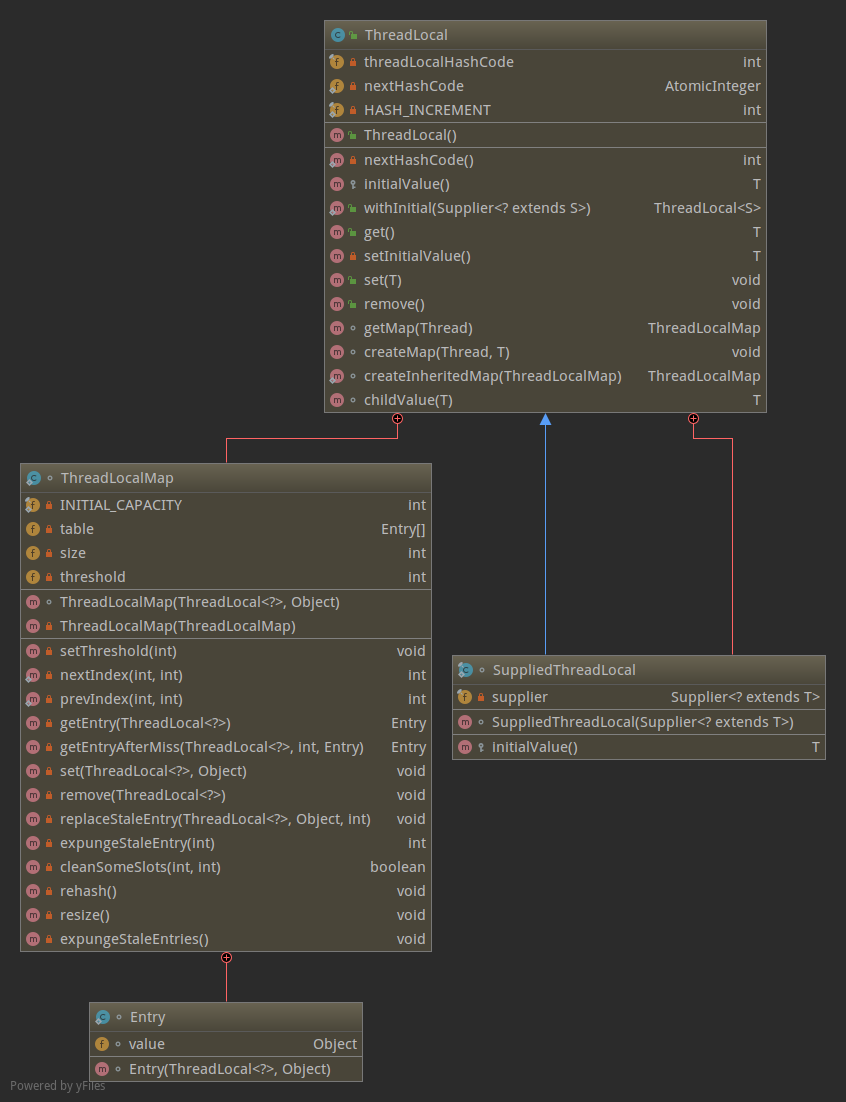 ThreadLocal
threadLocalHashCode int
nextHashCode AtomicInteger
HASH_INCREMENT int
ThreadLocal()
nextHashCode() int
initialValue() T
withInitial(Supplier<? extends S>) ThreadLocal<S>
get() T
setInitialValue() T
set(T) void
remove() void
getMap(Thread) ThreadLocalMap
createMap(Thread, T) void
createInheritedMap(ThreadLocalMap) ThreadLocalMap
childValue(T) T
ThreadLocalMap
INITIAL_CAPACITY int
table Entry[]
size int
threshold int
ThreadLocalMap(ThreadLocal<?>, Object)
ThreadLocalMap(ThreadLocalMap)
setThreshold(int) void
nextIndex(int, int) int
prevIndex(int, int) int
getEntry(ThreadLocal<?>) Entry
getEntryAfterMiss(ThreadLocal<?>, int, Entry) Entry
set(ThreadLocal<?>, Object) void
remove(ThreadLocal<?>) void
replaceStaleEntry(ThreadLocal<?>, Object, int) void
expungeStaleEntry(int) int
cleanSomeSlots(int, int) boolean
rehash() void
resize() void
expungeStaleEntries() void
SuppliedThreadLocal
supplier Supplier<? extends T>
SuppliedThreadLocal(Supplier<? extends T>)
initialValue() T
Entry
value Object
Entry(ThreadLocal<?>, Object)
Powered by yFiles